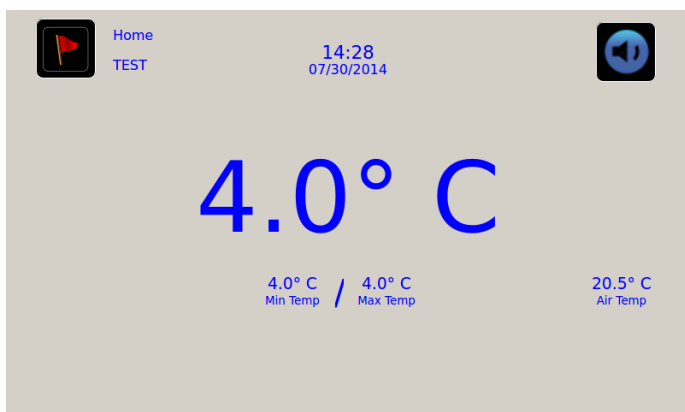 Home
TEST
14:28
07/30/2014
4.0° C
4.0° C / 4.0° C
Min Temp Max Temp
20.5° C
Air Temp